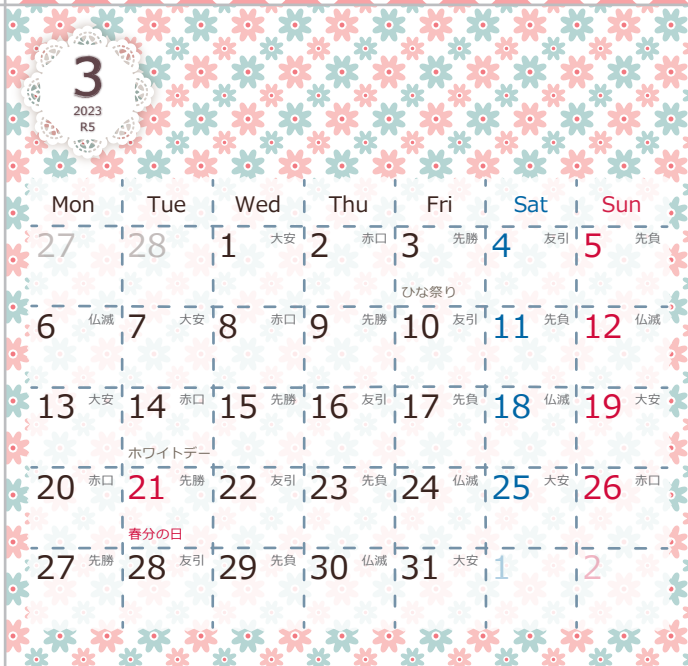 3
2023
R5
Mon Tue Wed Thu Fri Sat Sun
27 28 1 大安 2 赤口 3 先勝 4 友引 5 先負
ひな祭り
6 仏滅 7 大安 8 赤口 9 先勝 10 友引 11 先負 12 仏滅
13 大安 14 赤口 15 先勝 16 友引 17 先負 18 仏滅 19 大安
ホワイトデー
20 赤口 21 先勝 22 友引 23 先負 24 仏滅 25 大安 26 赤口
春分の日
27 先勝 28 友引 29 先負 30 仏滅 31 大安 1 2